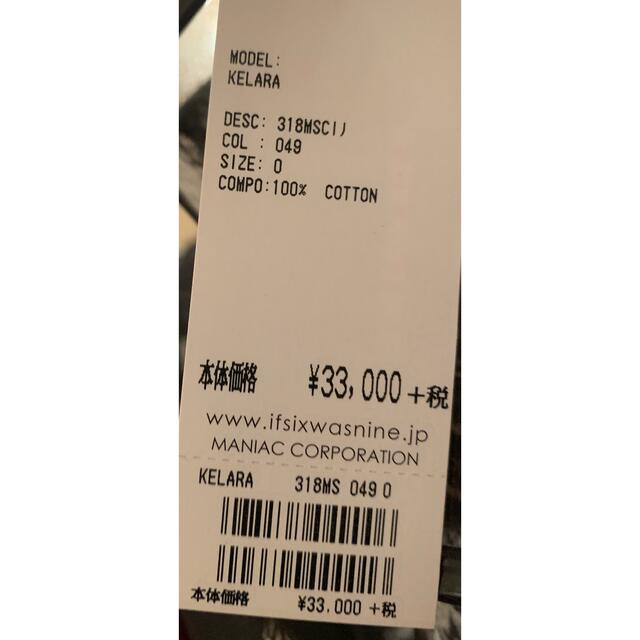 MODEL:
KELARA
DESC: 318MSCIJ
COL : 049
SIZE: 0
COMPO:100% COTTON
本体価格 ¥33,000 +税
www.ifsixwasnine.jp
MANIAC CORPORATION
KELARA 318MS 049 0
本体価格 ¥33.000 +税